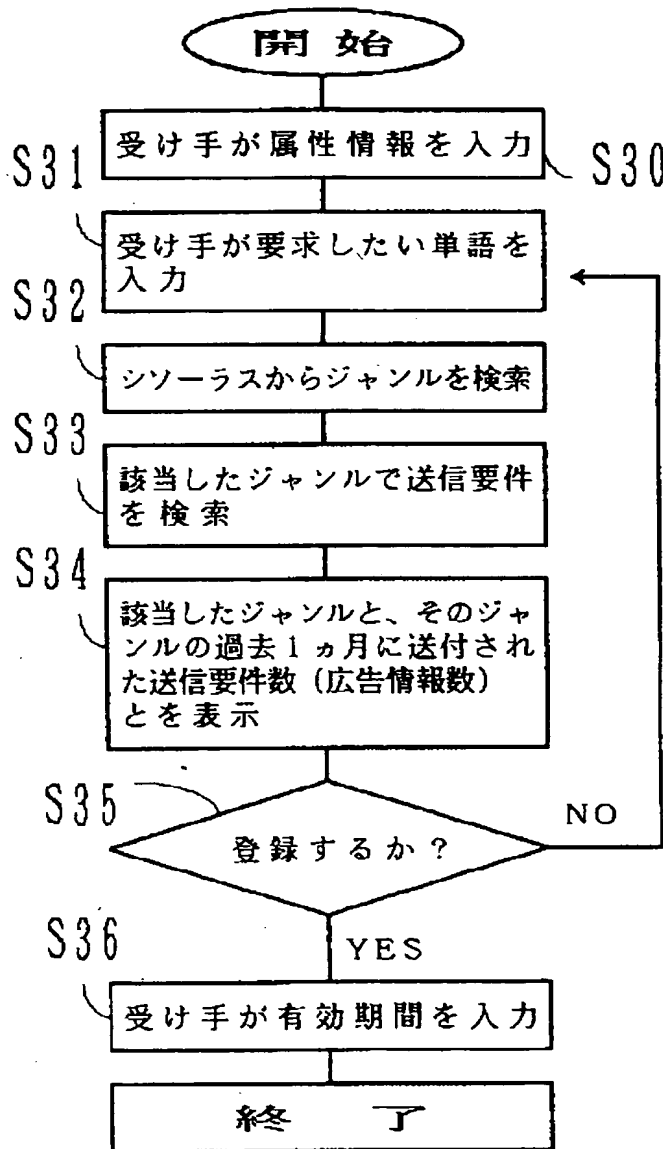 開始
受け手が属性情報を入力
S30
S31
受け手が要求したい単語を
入力
S32
シソーラスからジャンルを検索
S33
該当したジャンルで送信要件
を検索
S34
該当したジャンルと、そのジャ
ンルの過去1ヵ月に送付され
た送信要件数（広告情報数）
とを表示
S35
登録するか？
NO
YES
S36
受け手が有効期間を入力
終了